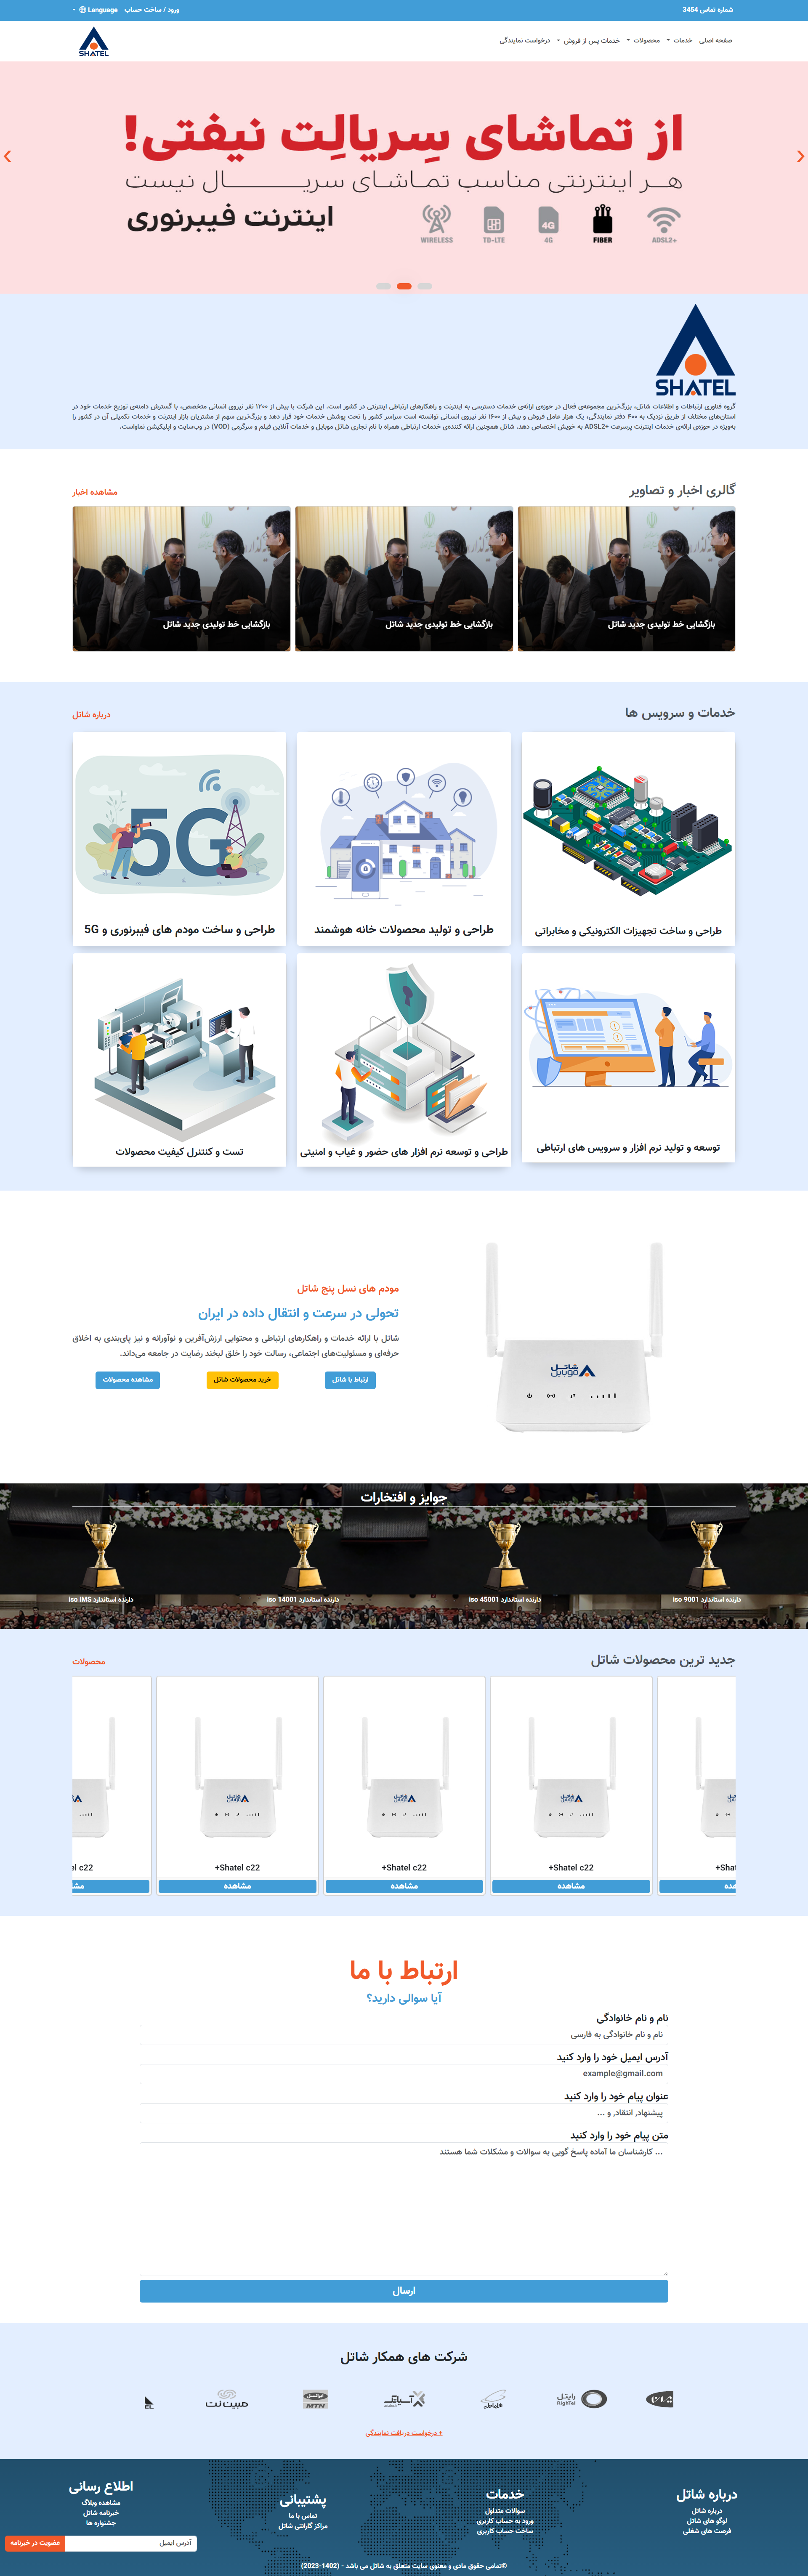 شماره تماس 3454
ورود / ساخت حساب
Language
صفحه اصلی
خدمات
محصولات
خدمات پس از فروش
درخواست نمایندگی
SHATEL
از تماشای سِریالِت نیفتی!
هر اینترنتی مناسب تماشای سریال نیست
اینترنت فیبرنوری
WIRELESS
TD-LTE
4G
4G
FIBER
ADSL2+
SHATEL
گروه فناوری ارتباطات و اطلاعات شاتل، بزرگ‌ترین مجموعه‌ی فعال در حوزه‌ی ارائه‌ی خدمات دسترسی به اینترنت و راهکارهای ارتباطی اینترنتی در کشور است. این شرکت با بیش از ۱۲۰۰ نفر نیروی انسانی متخصص، با گسترش دامنه‌ی توزیع خدمات خود در
استان‌های مختلف از طریق نزدیک به ۴۰۰ دفتر نمایندگی، یک هزار عامل فروش و بیش از ۱۶۰۰ نفر نیروی انسانی توانسته است سراسر کشور را تحت پوشش خدمات خود قرار دهد و بزرگ‌ترین سهم از مشتریان بازار اینترنت و خدمات تکمیلی آن در کشور را
به‌ویژه در حوزه‌ی ارائه‌ی خدمات اینترنت پرسرعت +ADSL2 به خویش اختصاص دهد. شاتل همچنین ارائه کننده‌ی خدمات ارتباطی همراه با نام تجاری شاتل موبایل و خدمات آنلاین فیلم و سرگرمی (VOD) در وب‌سایت و اپلیکیشن نماواست.
گالری اخبار و تصاویر
مشاهده اخبار
بازگشایی خط تولیدی جدید شاتل
بازگشایی خط تولیدی جدید شاتل
بازگشایی خط تولیدی جدید شاتل
خدمات و سرویس ها
درباره شاتل
5G
طراحی و ساخت تجهیزات الکترونیکی و مخابراتی
طراحی و تولید محصولات خانه هوشمند
طراحی و ساخت مودم های فیبرنوری و 5G
توسعه و تولید نرم افزار و سرویس های ارتباطی
طراحی و توسعه نرم افزار های حضور و غیاب و امنیتی
تست و کنتنرل کیفیت محصولات
شاتل
موبایل
مودم های نسل پنج شاتل
تحولی در سرعت و انتقال داده در ایران
شاتل با ارائه خدمات و راهکارهای ارتباطی و محتوایی ارزش‌آفرین و نوآورانه و نیز پای‌بندی به اخلاق
حرفه‌ای و مسئولیت‌های اجتماعی، رسالت خود را خلق لبخند رضایت در جامعه می‌داند.
ارتباط با شاتل
خرید محصولات شاتل
مشاهده محصولات
جوایز و افتخارات
دارنده استاندارد iso 9001
دارنده استاندارد iso 45001
دارنده استاندارد iso 14001
دارنده استاندارد iso IMS
جدید ترین محصولات شاتل
محصولات
+Shat
+Shatel c22
+Shatel c22
+Shatel c22
el c22
هده
مشاهده
مشاهده
مشاهده
مشا
ارتباط با ما
آیا سوالی دارید؟
نام و نام خانوادگی
نام و نام خانوادگی به فارسی
آدرس ایمیل خود را وارد کنید
example@gmail.com
عنوان پیام خود را وارد کنید
پیشنهاد, انتقاد, و ...
متن پیام خود را وارد کنید
... کارشناسان ما آماده پاسخ گویی به سوالات و مشکلات شما هستند
ارسال
شرکت های همکار شاتل
رایتل
RighTel
آسیاتک
MTN
مبین نت
+ درخواست دریافت نمایندگی
درباره شاتل
درباره شاتل
لوگو های شاتل
فرصت های شغلی
خدمات
سوالات متداول
ورود به حساب کاربری
ساخت حساب کاربری
پشتیبانی
تماس با ما
مراکز گارانتی شاتل
اطلاع رسانی
مشاهده وبلاگ
خبرنامه شاتل
جشنواره ها
آدرس ایمیل
عضویت در خبرنامه
©تمامی حقوق مادی و معنوی سایت متعلق به شاتل می باشد - (1402-2023)